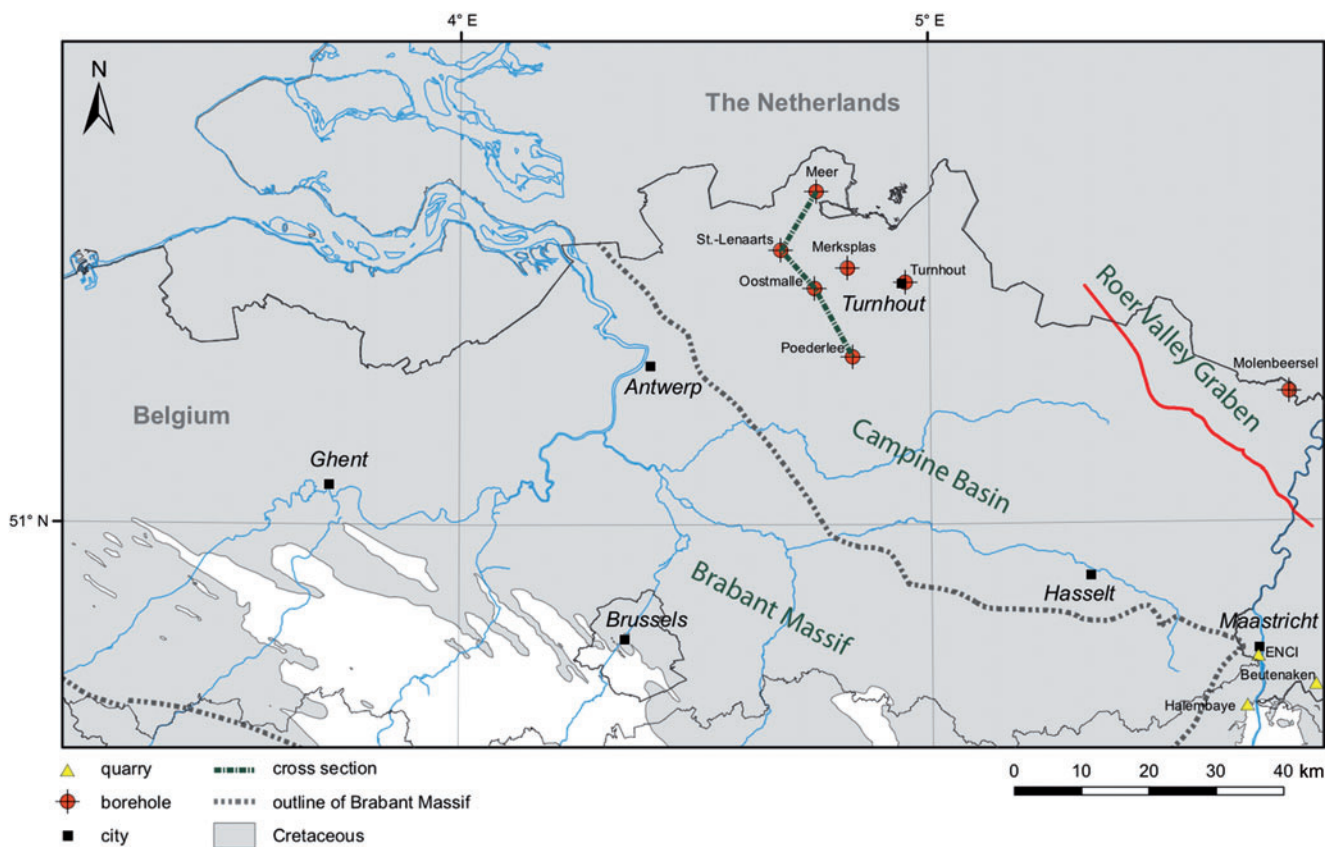 4° E
5° E
N
The Netherlands
Meer
St.-Lenaarts
Merksplas
Turnhout
Oostmalle
Turnhout
Roer Valley Graben
Poederlee
Molenbeersel
Antwerp
Belgium
Campine Basin
Ghent
51° N
Hasselt
Brabant Massif
Brussels
Maastricht
ENCI
Beutenaken
Halembaye
quarry
cross section
0 10 20 30 40 km
borehole
outline of Brabant Massif
city
Cretaceous